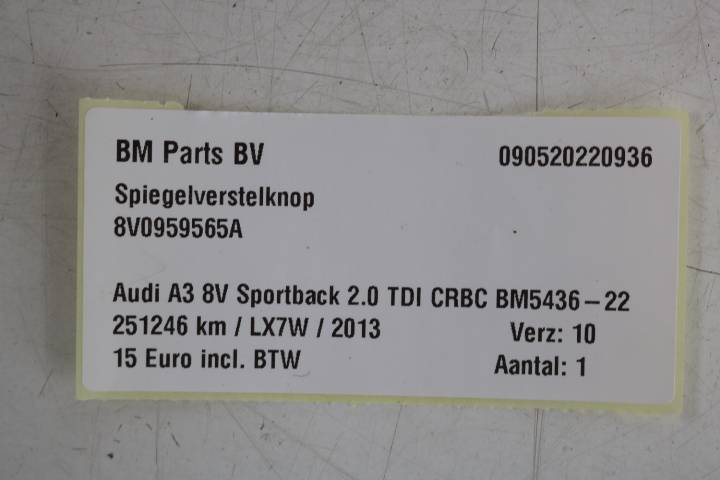 BM Parts BV 090520220936
Spiegelverstelknop
8V0959565A
Audi A3 8V Sportback 2.0 TDI CRBC BM5436-22
251246 km / LX7W / 2013 Verz: 10
15 Euro incl. BTW Aantal: 1